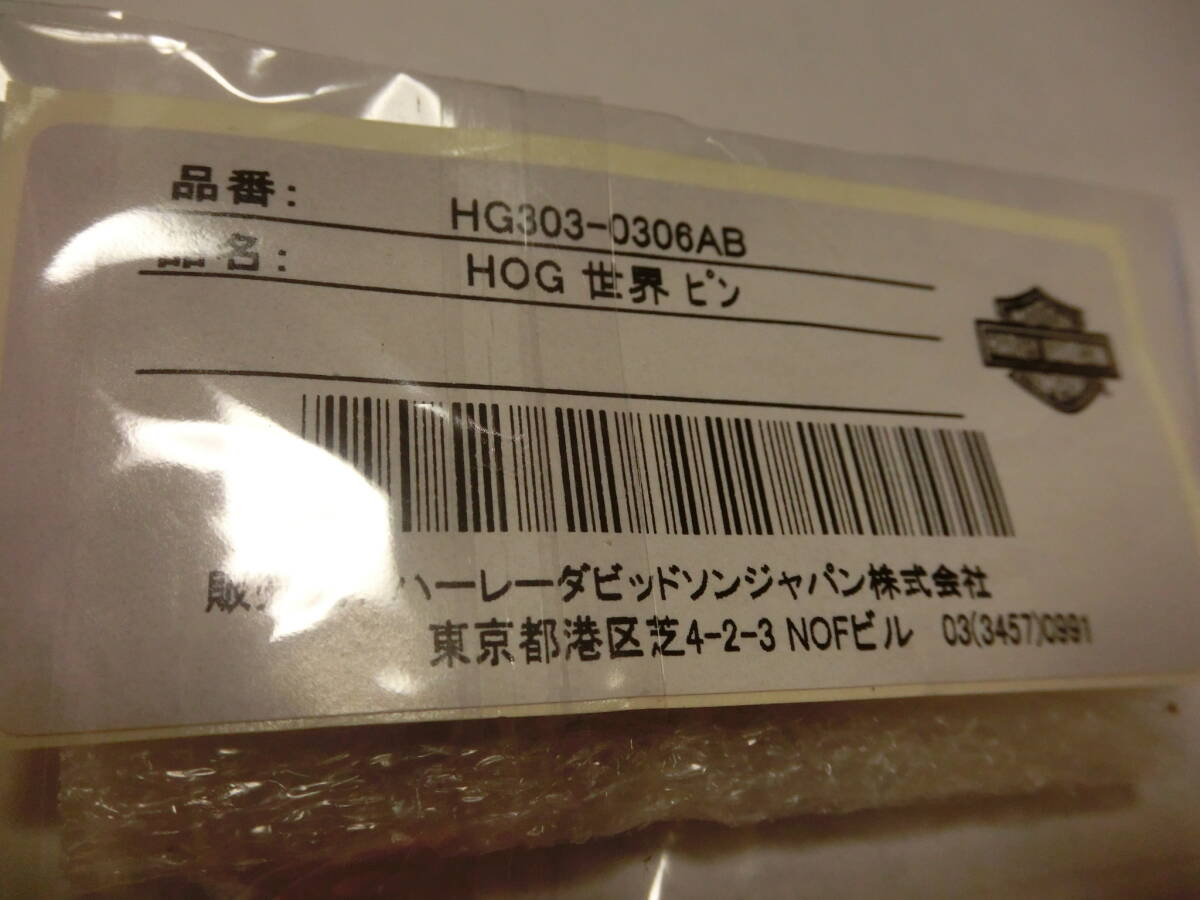 品番: HG303-0306AB
品名: HOG 世界 ピン
販 ハーレーダビッドソンジャパン株式会社
東京都港区芝4-2-3 NOFビル 03(3457)0991